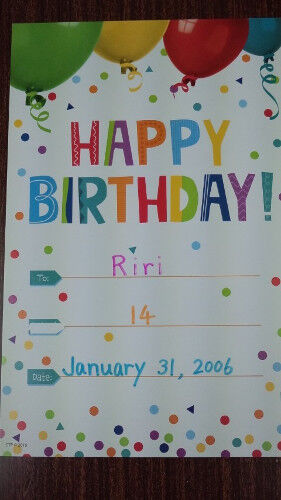 HAPPY
BIRTHDAY!
To: Riri
14
Date: January 31, 2006